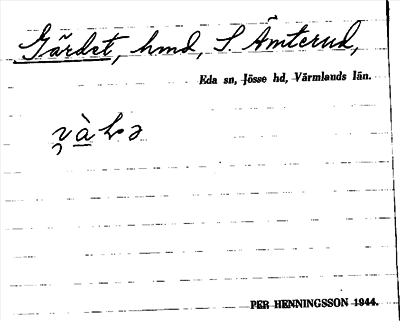 Gärdet, hmd, S. Ämterud,
Eda sn, Jösse hd, Värmlands län.
PER HENNINGSSON 1944.